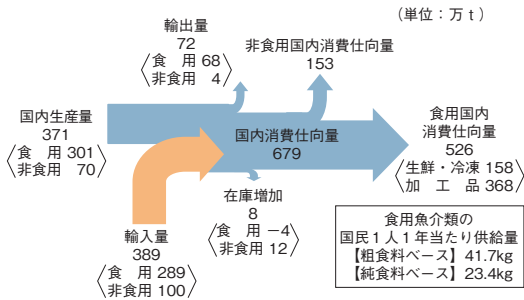 （単位：万ｔ）
輸出量
72
食　用 68
非食用　4
非食用国内消費仕向量
153
国内生産量
371
食　用 301
非食用　70
国内消費仕向量
679
食用国内
消費仕向量
526
生鮮・冷凍 158
加　工　品 368
在庫増加
8
食　用 −4
非食用 12
輸入量
389
食　用 289
非食用 100
食用魚介類の
国民１人１年当たり供給量
【粗食料ベース】41.7kg
【純食料ベース】23.4kg